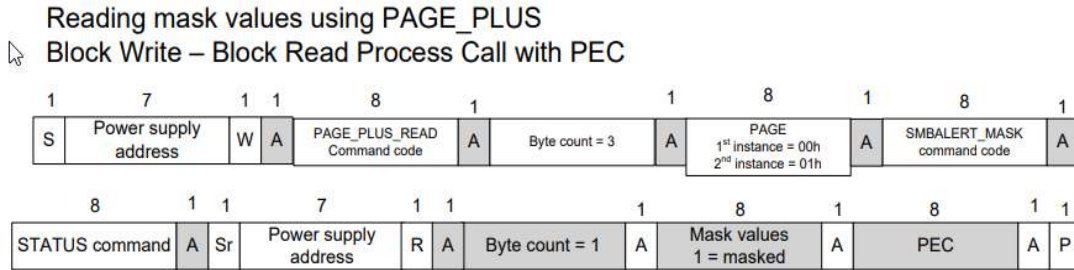 Reading mask values using PAGE_PLUS
Block Write – Block Read Process Call with PEC
1 7 1 1 8 1 1 8 1 8 1
S Power supply address W A PAGE_PLUS_READ Command code A Byte count = 3 A PAGE 1st instance = 00h 2nd instance = 01h A SMBALERT_MASK command code A
8 1 1 7 1 1 1 8 1 8 1 1
STATUS command A Sr Power supply address R A Byte count = 1 A Mask values 1 = masked A PEC A P